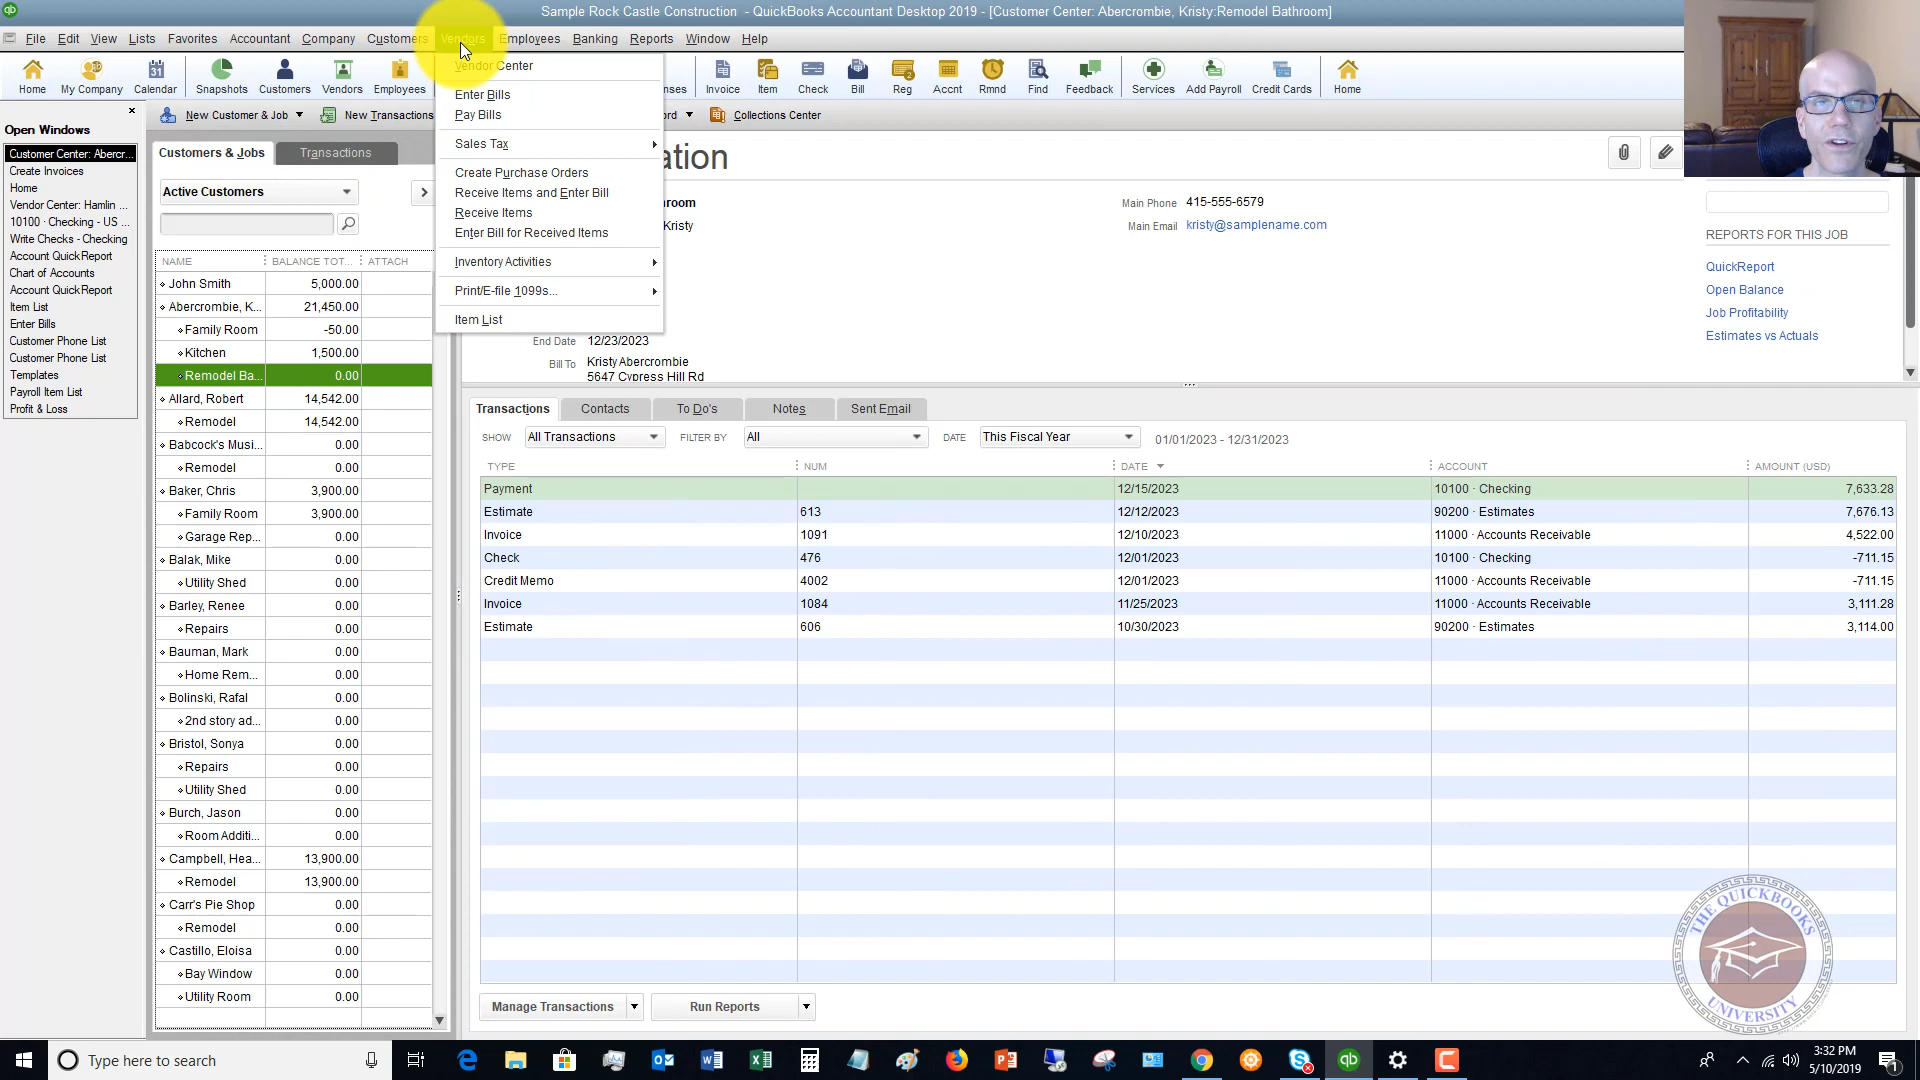 Sample Rock Castle Construction - QuickBooks Accountant Desktop 2019 - [Customer Center: Abercrombie, Kristy:Remodel Bathroom]
File Edit View Lists Favorites Accountant Company Customers Vendors Employees Banking Reports Window Help
Home My Company Calendar Snapshots Customers Vendors Employees Invoice Item Check Bill Reg Accnt Rmnd Find Feedback Services Add Payroll Credit Cards Home
New Customer & Job New Transactions Collections Center
Vendor Center
Enter Bills
Pay Bills
Sales Tax
Create Purchase Orders
Receive Items and Enter Bill
Receive Items
Enter Bill for Received Items
Inventory Activities
Print/E-file 1099s...
Item List
Open Windows
Customer Center: Abercr...
Create Invoices
Home
Vendor Center: Hamlin ...
10100 · Checking - US ...
Write Checks - Checking
Account QuickReport
Chart of Accounts
Account QuickReport
Item List
Enter Bills
Customer Phone List
Customer Phone List
Templates
Payroll Item List
Profit & Loss
Customers & Jobs Transactions
Active Customers
NAME BALANCE TOT... ATTACH
John Smith 5,000.00
Abercrombie, K... 21,450.00
Family Room -50.00
Kitchen 1,500.00
Remodel Ba... 0.00
Allard, Robert 14,542.00
Remodel 14,542.00
Babcock's Musi... 0.00
Remodel 0.00
Baker, Chris 3,900.00
Family Room 3,900.00
Garage Rep... 0.00
Balak, Mike 0.00
Utility Shed 0.00
Barley, Renee 0.00
Repairs 0.00
Bauman, Mark 0.00
Home Rem... 0.00
Bolinski, Rafal 0.00
2nd story ad... 0.00
Bristol, Sonya 0.00
Repairs 0.00
Utility Shed 0.00
Burch, Jason 0.00
Room Additi... 0.00
Campbell, Hea... 13,900.00
Remodel 13,900.00
Carr's Pie Shop 0.00
Remodel 0.00
Castillo, Eloisa 0.00
Bay Window 0.00
Utility Room 0.00
Kristy
Main Phone 415-555-6579
Main Email kristy@samplename.com
End Date 12/23/2023
Bill To Kristy Abercrombie
5647 Cypress Hill Rd
REPORTS FOR THIS JOB
QuickReport
Open Balance
Job Profitability
Estimates vs Actuals
Transactions Contacts To Do's Notes Sent Email
SHOW All Transactions FILTER BY All DATE This Fiscal Year 01/01/2023 - 12/31/2023
TYPE NUM DATE ACCOUNT AMOUNT (USD)
Payment 12/15/2023 10100 · Checking 7,633.28
Estimate 613 12/12/2023 90200 · Estimates 7,676.13
Invoice 1091 12/10/2023 11000 · Accounts Receivable 4,522.00
Check 476 12/01/2023 10100 · Checking -711.15
Credit Memo 4002 12/01/2023 11000 · Accounts Receivable -711.15
Invoice 1084 11/25/2023 11000 · Accounts Receivable 3,111.28
Estimate 606 10/30/2023 90200 · Estimates 3,114.00
Manage Transactions Run Reports
THE QUICKBOOKS UNIVERSITY
Type here to search
3:32 PM
5/10/2019